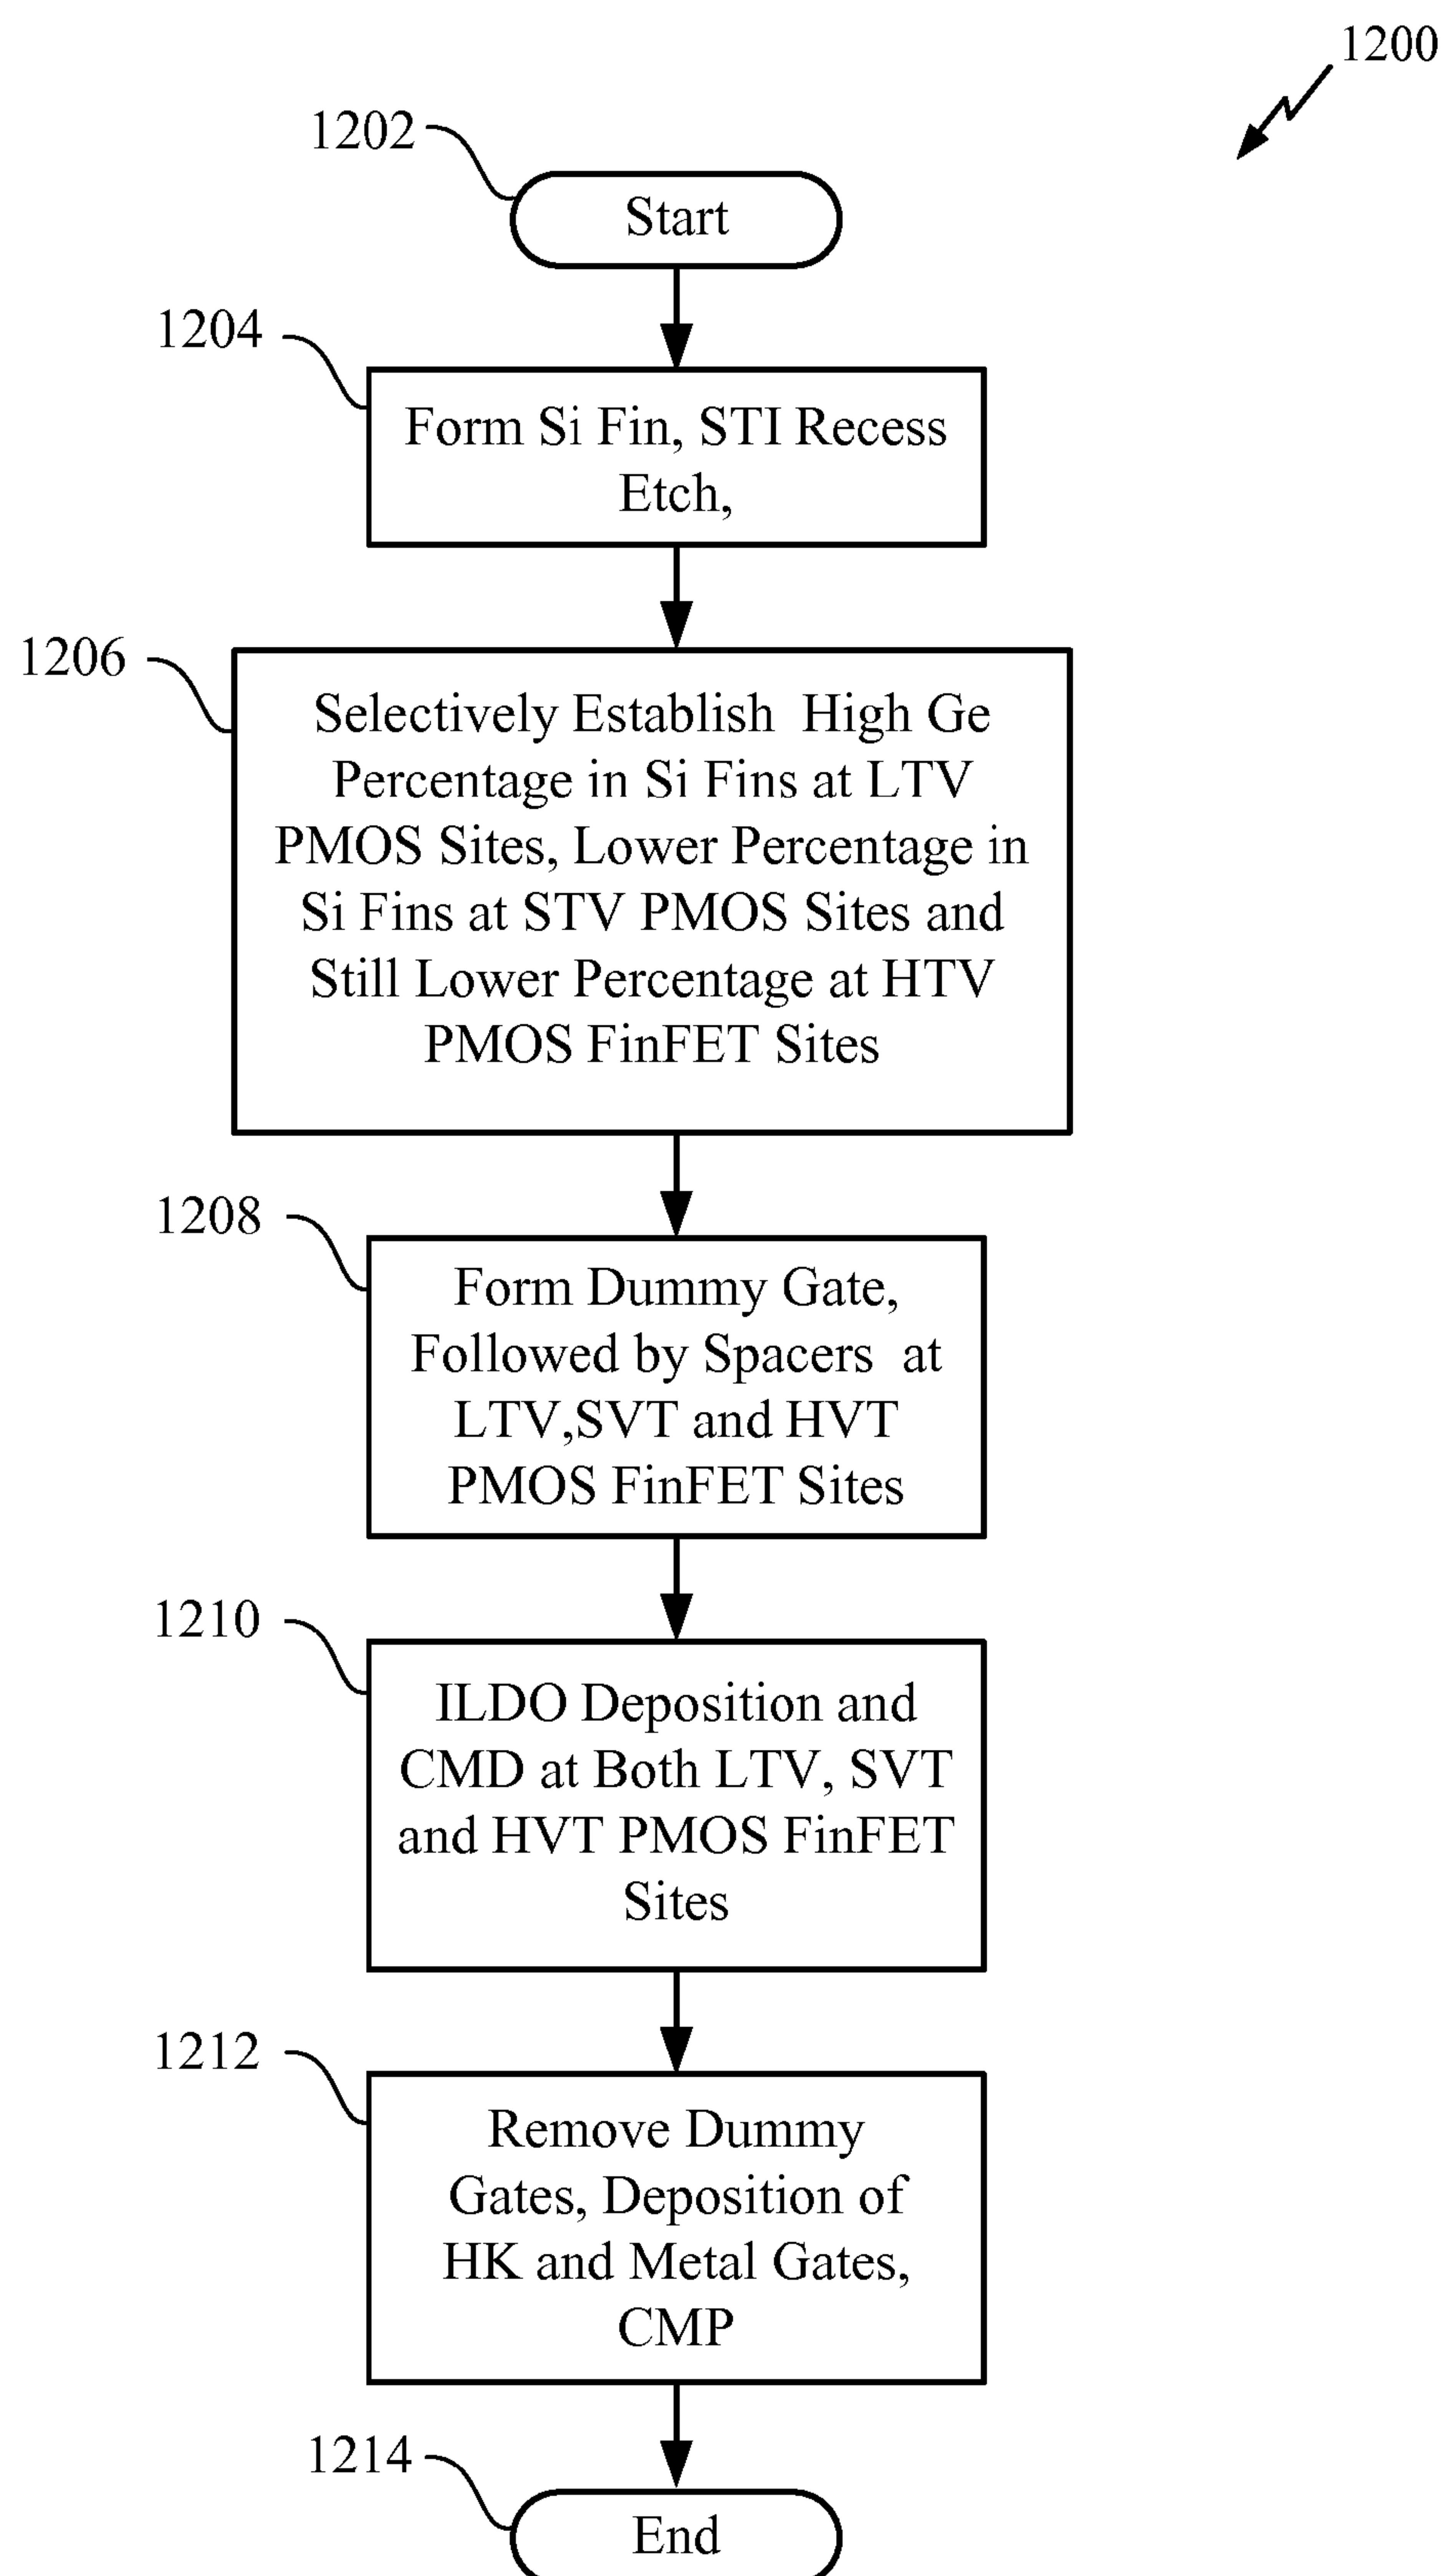 1200
1202
Start
1204
Form Si Fin, STI Recess
Etch,
1206
Selectively Establish High Ge
Percentage in Si Fins at LTV
PMOS Sites, Lower Percentage in
Si Fins at STV PMOS Sites and
Still Lower Percentage at HTV
PMOS FinFET Sites
1208
Form Dummy Gate,
Followed by Spacers at
LTV,SVT and HVT
PMOS FinFET Sites
1210
ILDO Deposition and
CMD at Both LTV, SVT
and HVT PMOS FinFET
Sites
1212
Remove Dummy
Gates, Deposition of
HK and Metal Gates,
CMP
1214
End